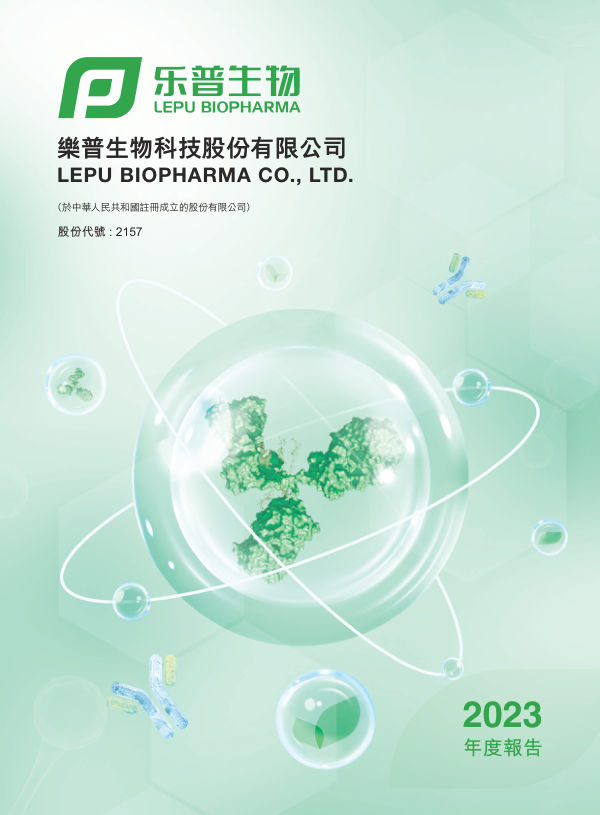 乐普生物
LEPU BIOPHARMA
樂普生物科技股份有限公司
LEPU BIOPHARMA CO., LTD.
(於中華人民共和國註冊成立的股份有限公司)
股份代號 : 2157
2023
年度報告